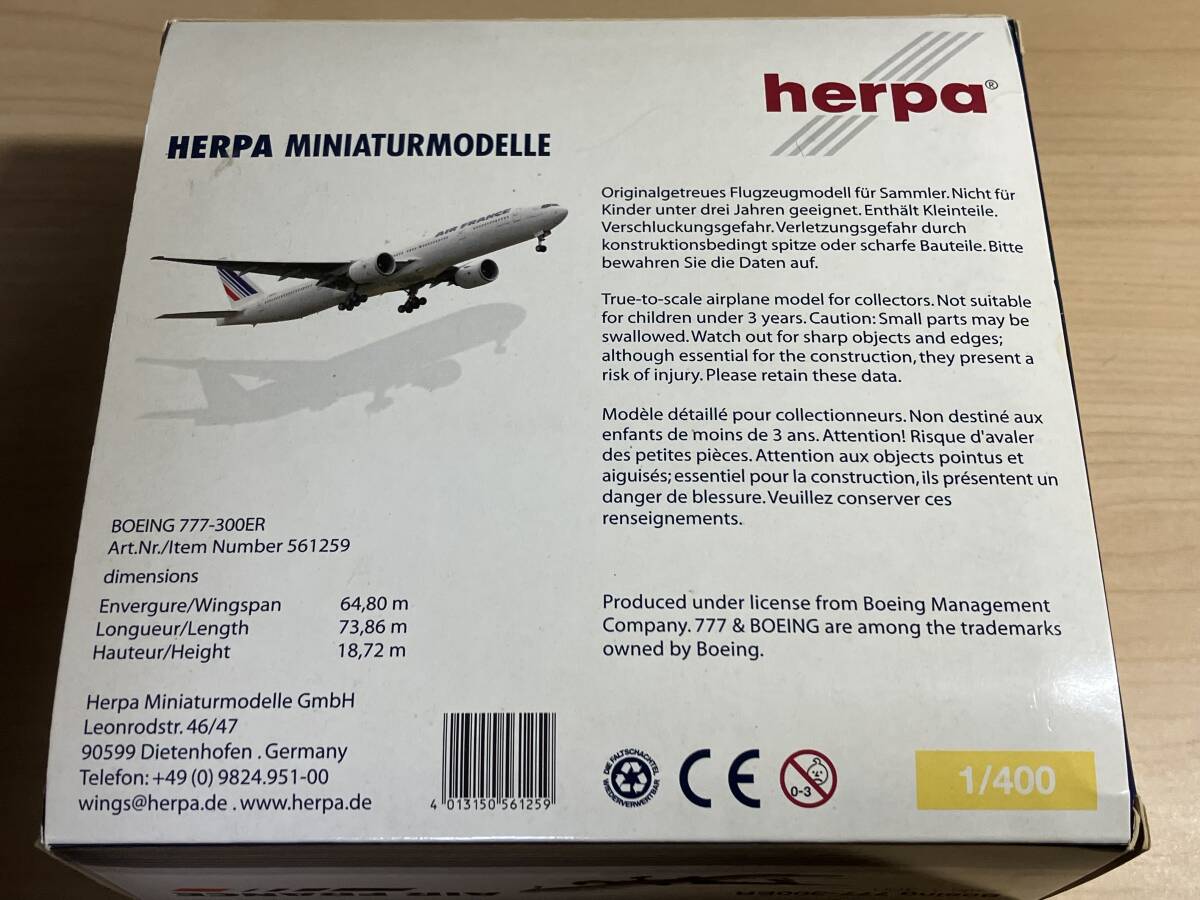 herpa®
HERPA MINIATURMODELLE
AIR FRANCE
Originalgetreues Flugzeugmodell für Sammler. Nicht für
Kinder unter drei Jahren geeignet. Enthält Kleinteile.
Verschluckungsgefahr. Verletzungsgefahr durch
konstruktionsbedingt spitze oder scharfe Bauteile. Bitte
bewahren Sie die Daten auf.
True-to-scale airplane model for collectors. Not suitable
for children under 3 years. Caution: Small parts may be
swallowed. Watch out for sharp objects and edges;
although essential for the construction, they present a
risk of injury. Please retain these data.
Modèle détaillé pour collectionneurs. Non destiné aux
enfants de moins de 3 ans. Attention! Risque d'avaler
des petites pièces. Attention aux objects pointus et
aiguisés; essentiel pour la construction, ils présentent un
danger de blessure. Veuillez conserver ces
renseignements.
BOEING 777-300ER
Art.Nr./Item Number 561259
dimensions
Envergure/Wingspan 64,80 m
Longueur/Length 73,86 m
Hauteur/Height 18,72 m
Produced under license from Boeing Management
Company. 777 & BOEING are among the trademarks
owned by Boeing.
Herpa Miniaturmodelle GmbH
Leonrodstr. 46/47
90599 Dietenhofen . Germany
Telefon: +49 (0) 9824.951-00
wings@herpa.de . www.herpa.de
4 013150 561259
DIE FALTSCHACHTEL
WIEDERVERWERTBAR
CE
0-3
1/400
AIR FRANCE
Boeing 777-300ER